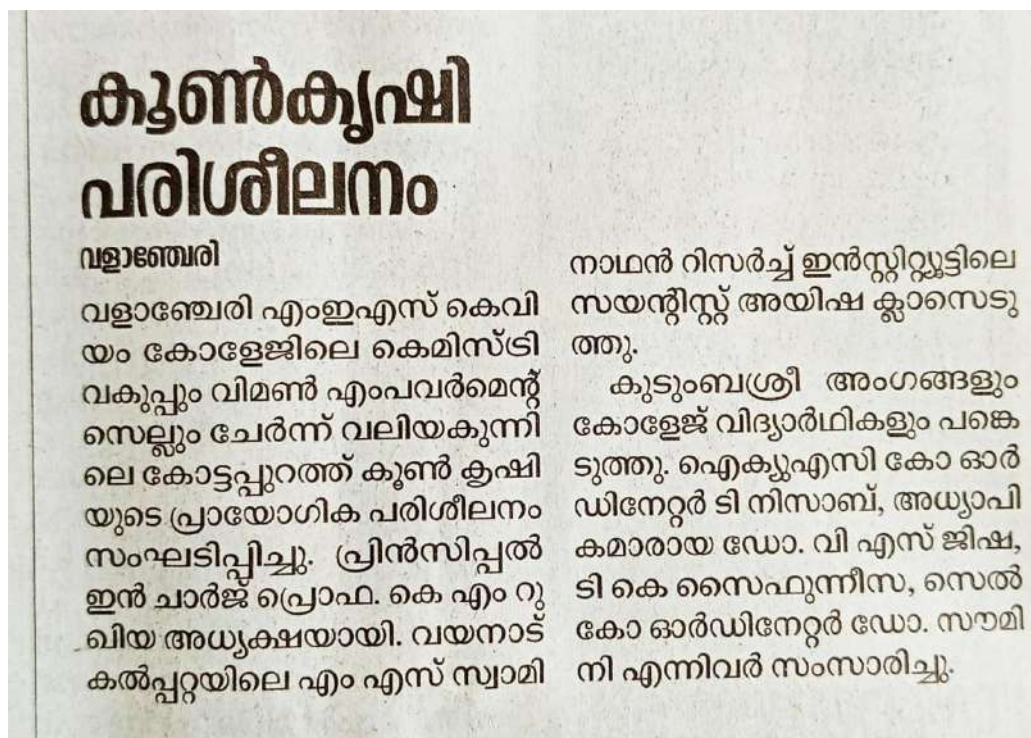 കൂൺകൃഷി
പരിശീലനം
വളാഞ്ചേരി
വളാഞ്ചേരി എംഇഎസ് കെവി
യം കോളേജിലെ കെമിസ്ട്രി
വകുപ്പും വിമൺ എംപവർമെന്റ്
സെല്ലും ചേർന്ന് വലിയകുന്നി
ലെ കോട്ടപ്പുറത്ത് കൂൺ കൃഷി
യുടെ പ്രായോഗിക പരിശീലനം
സംഘടിപ്പിച്ചു. പ്രിൻസിപ്പൽ
ഇൻ ചാർജ് പ്രൊഫ. കെ എം റു
ഖിയ അധ്യക്ഷയായി. വയനാട്
കൽപ്പറ്റയിലെ എം എസ് സ്വാമി
നാഥൻ റിസർച്ച് ഇൻസ്റ്റിറ്റ്യൂട്ടിലെ
സയന്റിസ്റ്റ് അയിഷ ക്ലാസെടു
ത്തു.
കുടുംബശ്രീ അംഗങ്ങളും
കോളേജ് വിദ്യാർഥികളും പങ്കെ
ടുത്തു. ഐക്യുഎസി കോ ഓർ
ഡിനേറ്റർ ടി നിസാബ്, അധ്യാപി
കമാരായ ഡോ. വി എസ് ജിഷ,
ടി കെ സൈഫുന്നീസ, സെൽ
കോ ഓർഡിനേറ്റർ ഡോ. സൗമി
നി എന്നിവർ സംസാരിച്ചു.